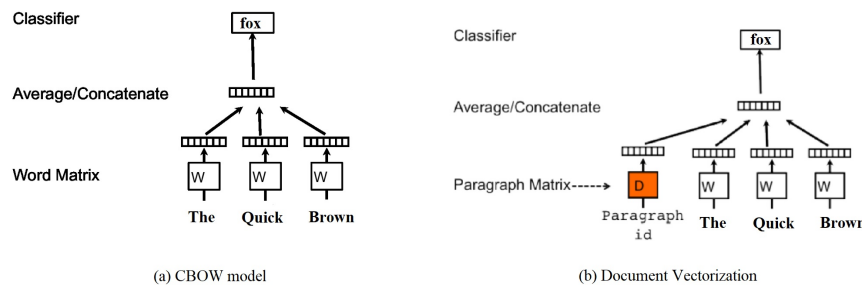 Classifier
fox
Average/Concatenate
Word Matrix
W W W
The Quick Brown
(a) CBOW model
Classifier
fox
Average/Concatenate
Paragraph Matrix
D W W W
Paragraph id The Quick Brown
(b) Document Vectorization